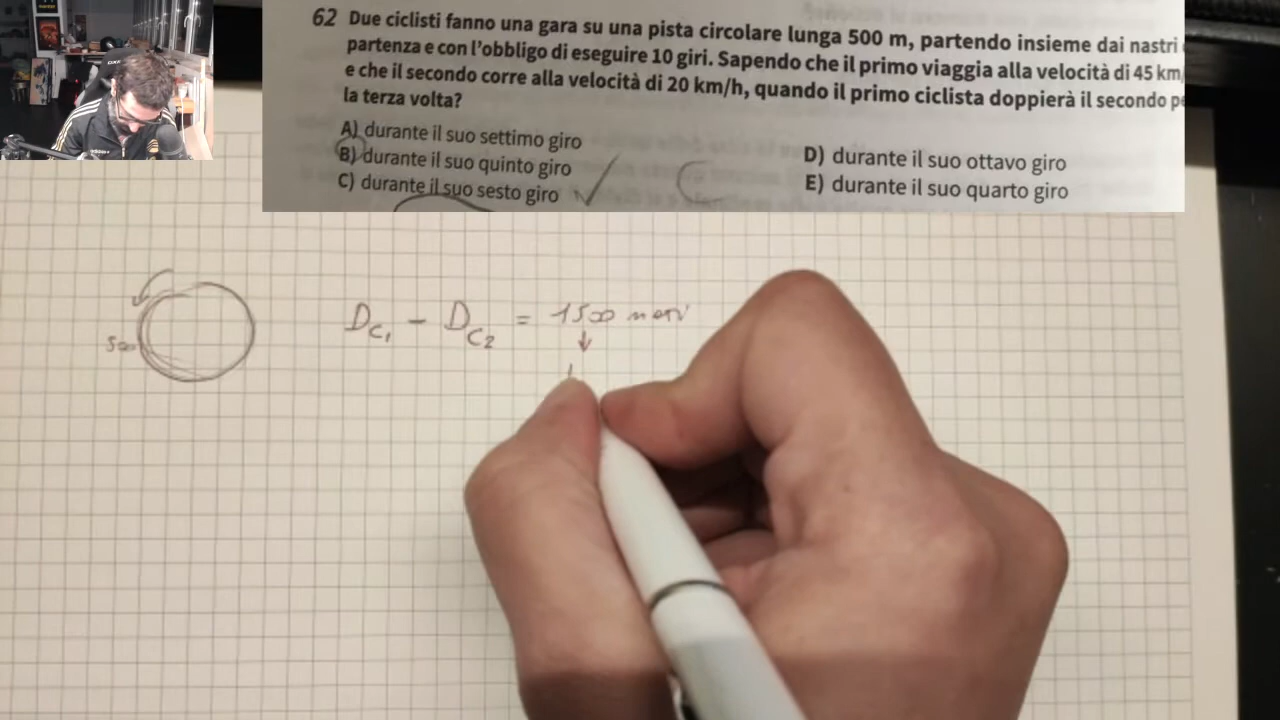 62 Due ciclisti fanno una gara su una pista circolare lunga 500 m, partendo insieme dai nastri
partenza e con l'obbligo di eseguire 10 giri. Sapendo che il primo viaggia alla velocità di 45 km
e che il secondo corre alla velocità di 20 km/h, quando il primo ciclista doppierà il secondo pe
la terza volta?
A) durante il suo settimo giro
B) durante il suo quinto giro
C) durante il suo sesto giro
D) durante il suo ottavo giro
E) durante il suo quarto giro
D_C1 - D_C2 = 1500 metri
500